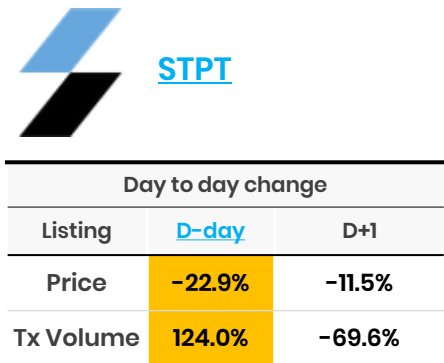 STPT
Day to day change
Listing D-day D+1
Price -22.9% -11.5%
Tx Volume 124.0% -69.6%